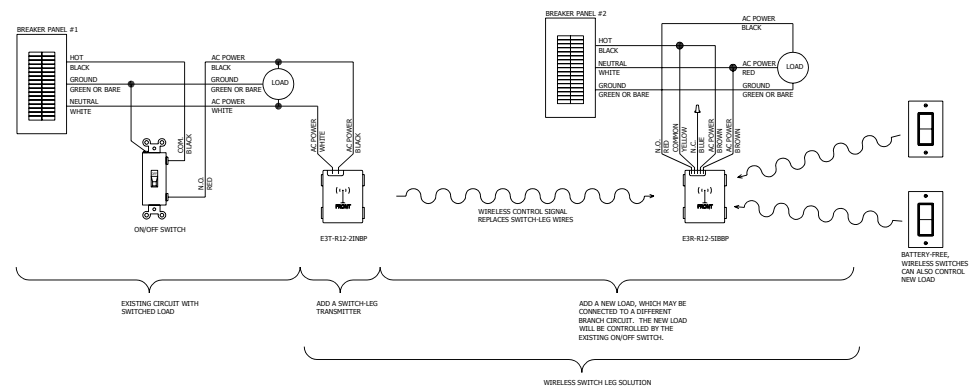 BREAKER PANEL #1
HOT
BLACK
GROUND
GREEN OR BARE
NEUTRAL
WHITE
AC POWER
BLACK
GROUND
GREEN OR BARE
AC POWER
WHITE
LOAD
COM.
BLACK
N.O.
RED
ON/OFF SWITCH
AC POWER
WHITE
AC POWER
BLACK
FRONT
E3T-R12-2INBP
WIRELESS CONTROL SIGNAL
REPLACES SWITCH-LEG WIRES
BREAKER PANEL #2
HOT
BLACK
NEUTRAL
WHITE
GROUND
GREEN OR BARE
AC POWER
BLACK
AC POWER
RED
GROUND
GREEN OR BARE
LOAD
N.O.
RED
COMMON
YELLOW
N.C.
BLUE
AC POWER
BROWN
AC POWER
BROWN
FRONT
E3R-R12-5IBBP
BATTERY-FREE,
WIRELESS SWITCHES
CAN ALSO CONTROL
NEW LOAD
EXISTING CIRCUIT WITH
SWITCHED LOAD
ADD A SWITCH-LEG
TRANSMITTER
ADD A NEW LOAD, WHICH MAY BE
CONNECTED TO A DIFFERENT
BRANCH CIRCUIT. THE NEW LOAD
WILL BE CONTROLLED BY THE
EXISTING ON/OFF SWITCH.
WIRELESS SWITCH LEG SOLUTION